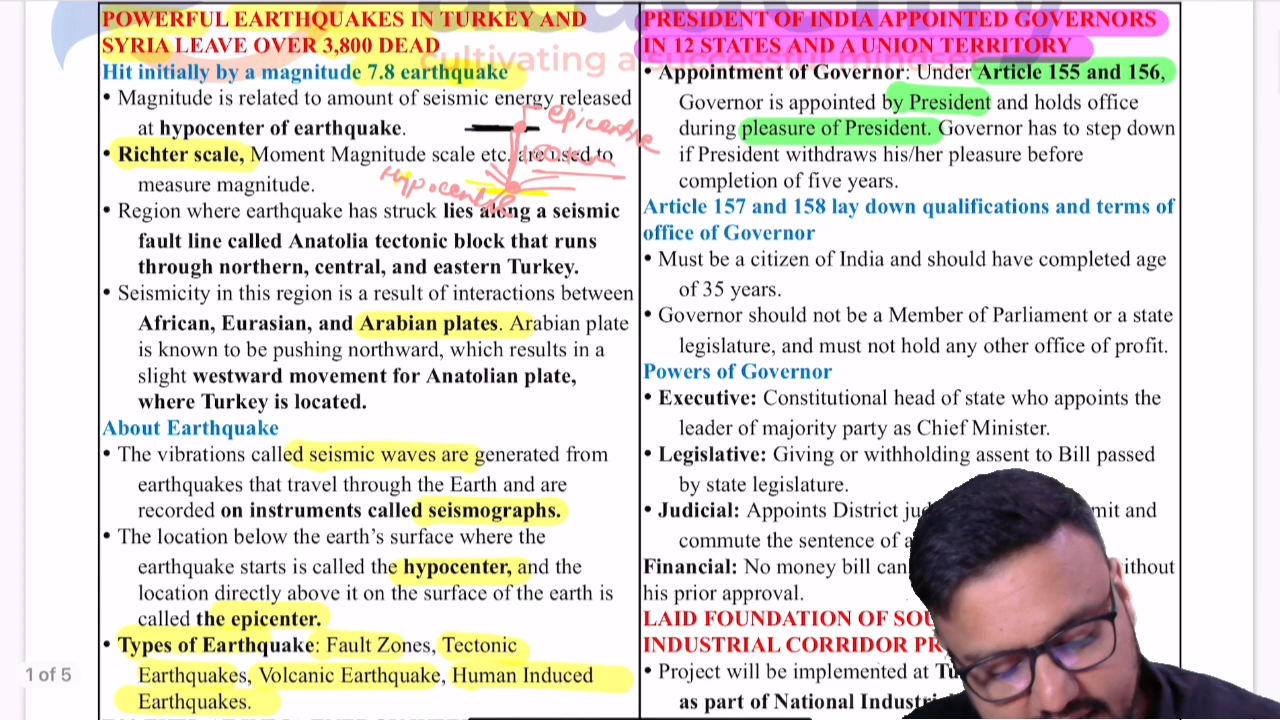 POWERFUL EARTHQUAKES IN TURKEY AND
SYRIA LEAVE OVER 3,800 DEAD
Hit initially by a magnitude 7.8 earthquake
• Magnitude is related to amount of seismic energy released
at hypocenter of earthquake.
• Richter scale, Moment Magnitude scale etc. are used to
measure magnitude.
epicentre
Hypocentre
• Region where earthquake has struck lies along a seismic
fault line called Anatolia tectonic block that runs
through northern, central, and eastern Turkey.
• Seismicity in this region is a result of interactions between
African, Eurasian, and Arabian plates. Arabian plate
is known to be pushing northward, which results in a
slight westward movement for Anatolian plate,
where Turkey is located.
About Earthquake
• The vibrations called seismic waves are generated from
earthquakes that travel through the Earth and are
recorded on instruments called seismographs.
• The location below the earth's surface where the
earthquake starts is called the hypocenter, and the
location directly above it on the surface of the earth is
called the epicenter.
• Types of Earthquake: Fault Zones, Tectonic
Earthquakes, Volcanic Earthquake, Human Induced
Earthquakes.
PRESIDENT OF INDIA APPOINTED GOVERNORS
IN 12 STATES AND A UNION TERRITORY
cultivating a
• Appointment of Governor: Under Article 155 and 156,
Governor is appointed by President and holds office
during pleasure of President. Governor has to step down
if President withdraws his/her pleasure before
completion of five years.
Article 157 and 158 lay down qualifications and terms of
office of Governor
• Must be a citizen of India and should have completed age
of 35 years.
• Governor should not be a Member of Parliament or a state
legislature, and must not hold any other office of profit.
Powers of Governor
• Executive: Constitutional head of state who appoints the
leader of majority party as Chief Minister.
• Legislative: Giving or withholding assent to Bill passed
by state legislature.
• Judicial: Appoints District and
commute the sentence of
Financial: No money bill
his prior approval.
LAID FOUNDATION OF
INDUSTRIAL CORRIDOR
• Project will be implemented at
as part of National
1 of 5